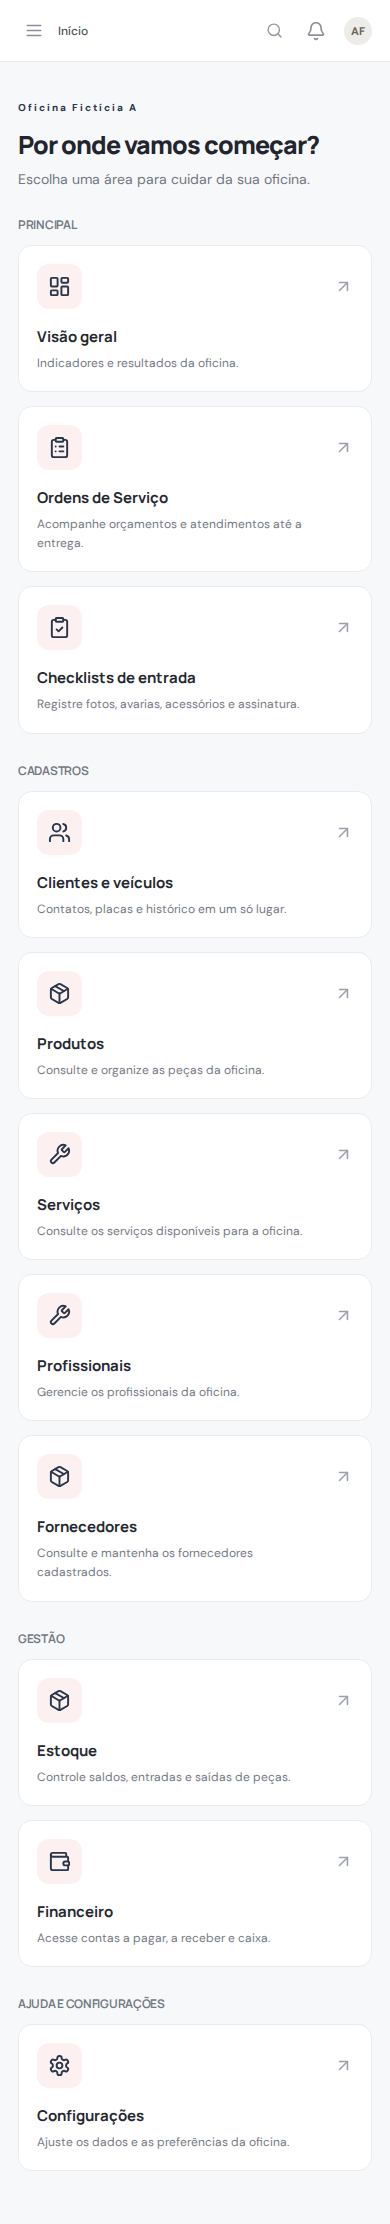 Início
AF
Oficina Fictícia A
Por onde vamos começar?
Escolha uma área para cuidar da sua oficina.
PRINCIPAL
Visão geral
Indicadores e resultados da oficina.
Ordens de Serviço
Acompanhe orçamentos e atendimentos até a
entrega.
Checklists de entrada
Registre fotos, avarias, acessórios e assinatura.
CADASTROS
Clientes e veículos
Contatos, placas e histórico em um só lugar.
Produtos
Consulte e organize as peças da oficina.
Serviços
Consulte os serviços disponíveis para a oficina.
Profissionais
Gerencie os profissionais da oficina.
Fornecedores
Consulte e mantenha os fornecedores
cadastrados.
GESTÃO
Estoque
Controle saldos, entradas e saídas de peças.
Financeiro
Acesse contas a pagar, a receber e caixa.
AJUDA E CONFIGURAÇÕES
Configurações
Ajuste os dados e as preferências da oficina.